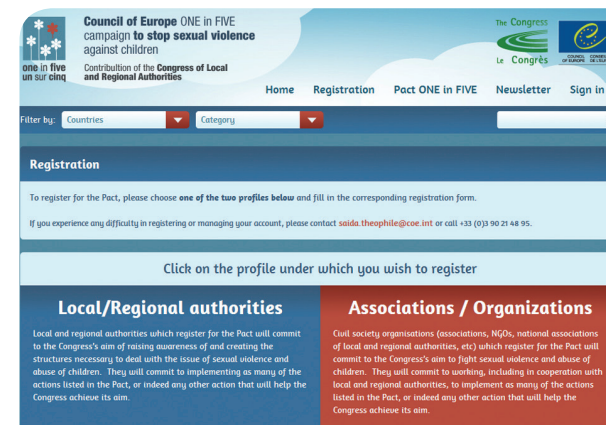 Council of Europe ONE in FIVE
campaign to stop sexual violence
against children
Contribuition of the Congress of Local
and Regional Authorities
one in five
un sur cinq
The Congress
Le Congrès
Home Registration Pact ONE in FIVE Newsletter Sign in
Filter by: Countries Category
Registration
To register for the Pact, please choose one of the two profiles below and fill in the corresponding registration form.
If you experience any difficulty in registering or managing your account, please contact saida.theophile@coe.int or call +33 (0)3 90 21 48 95.
Click on the profile under which you wish to register
Local/Regional authorities
Local and regional authorities which register for the Pact will commit
to the Congress's aim of raising awareness of and creating the
structures necessary to deal with the issue of sexual violence and
abuse of children. They will commit to implementing as many of the
actions listed in the Pact, or indeed any other action that will help the
Congress achieve its aim.
Associations / Organizations
Civil society organisations (associations, NGOs, national associations
of local and regional authorities, etc) which register for the Pact will
commit to the Congress's aim to fight sexual violence and abuse of
children. They will commit to working, including in cooperation with
local and regional authorities, to implement as many of the actions
listed in the Pact, or indeed any other action that will help the
Congress achieve its aim.